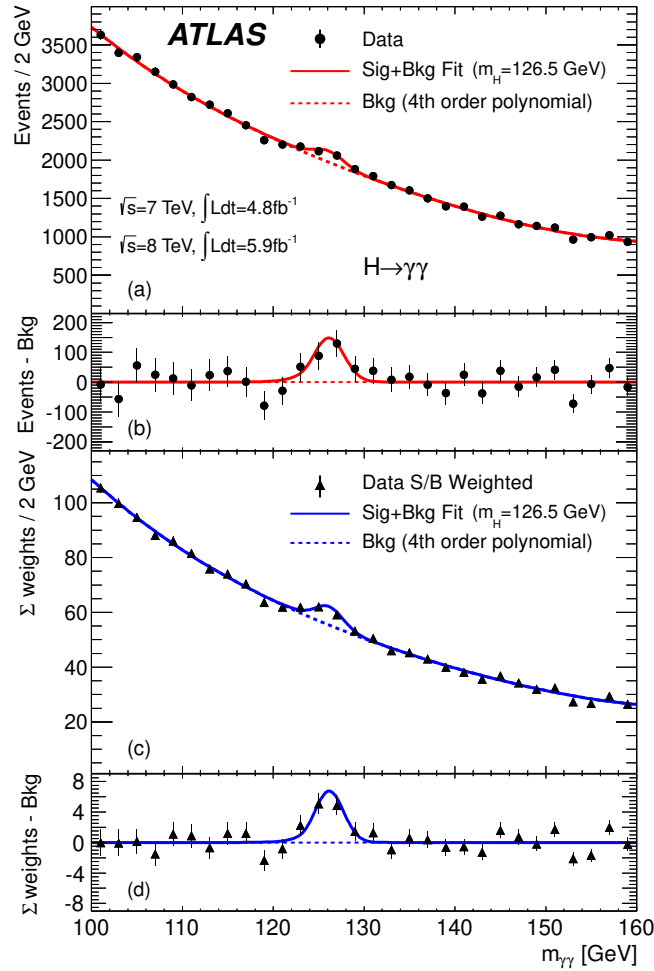 ATLAS
Data
Sig+Bkg Fit (m_H=126.5 GeV)
Bkg (4th order polynomial)
Events / 2 GeV
3500
3000
2500
2000
1500
1000
500
√s=7 TeV, ∫Ldt=4.8fb⁻¹
√s=8 TeV, ∫Ldt=5.9fb⁻¹
H→γγ
(a)
Events - Bkg
200
100
0
-100
-200
(b)
Data S/B Weighted
Sig+Bkg Fit (m_H=126.5 GeV)
Bkg (4th order polynomial)
Σ weights / 2 GeV
100
80
60
40
20
(c)
Σ weights - Bkg
8
4
0
-4
-8
(d)
100 110 120 130 140 150 160
m_γγ [GeV]